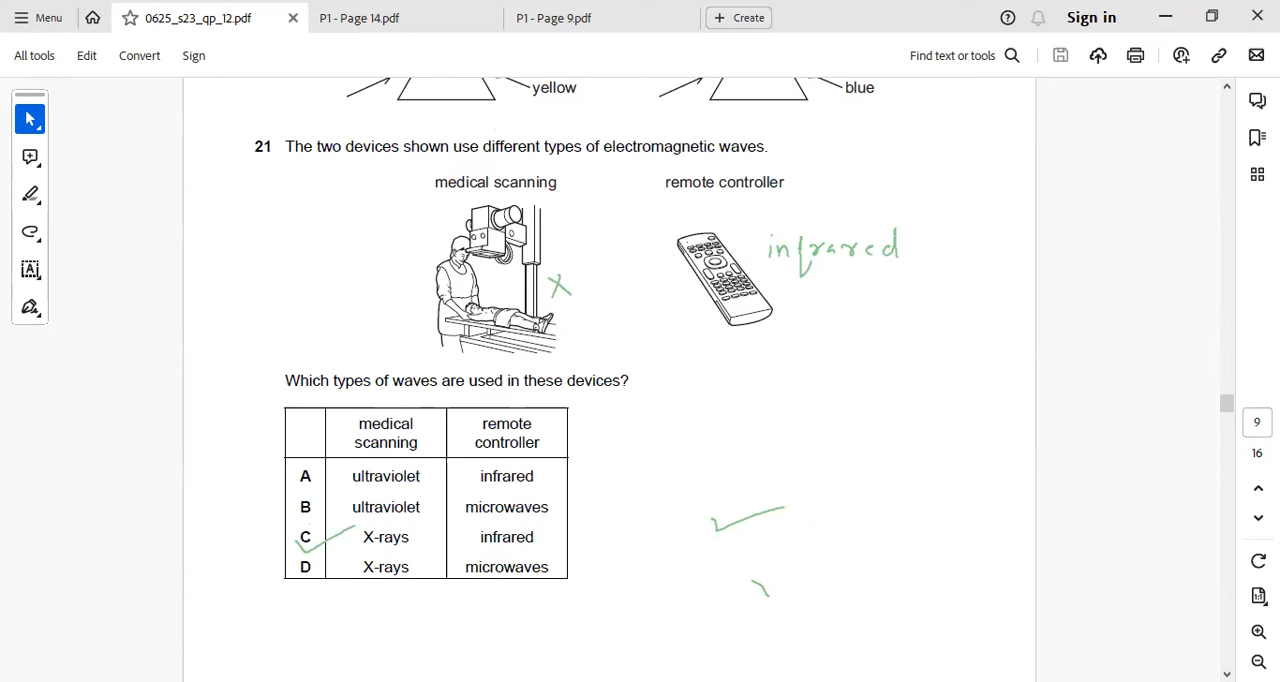 Menu
0625_s23_qp_12.pdf
P1 - Page 14.pdf
P1 - Page 9.pdf
+ Create
Sign in
All tools
Edit
Convert
Sign
Find text or tools
yellow
blue
21 The two devices shown use different types of electromagnetic waves.
medical scanning
remote controller
infrared
X
Which types of waves are used in these devices?
medical scanning
remote controller
A ultraviolet infrared
B ultraviolet microwaves
C X-rays infrared
D X-rays microwaves
9
16
1:1